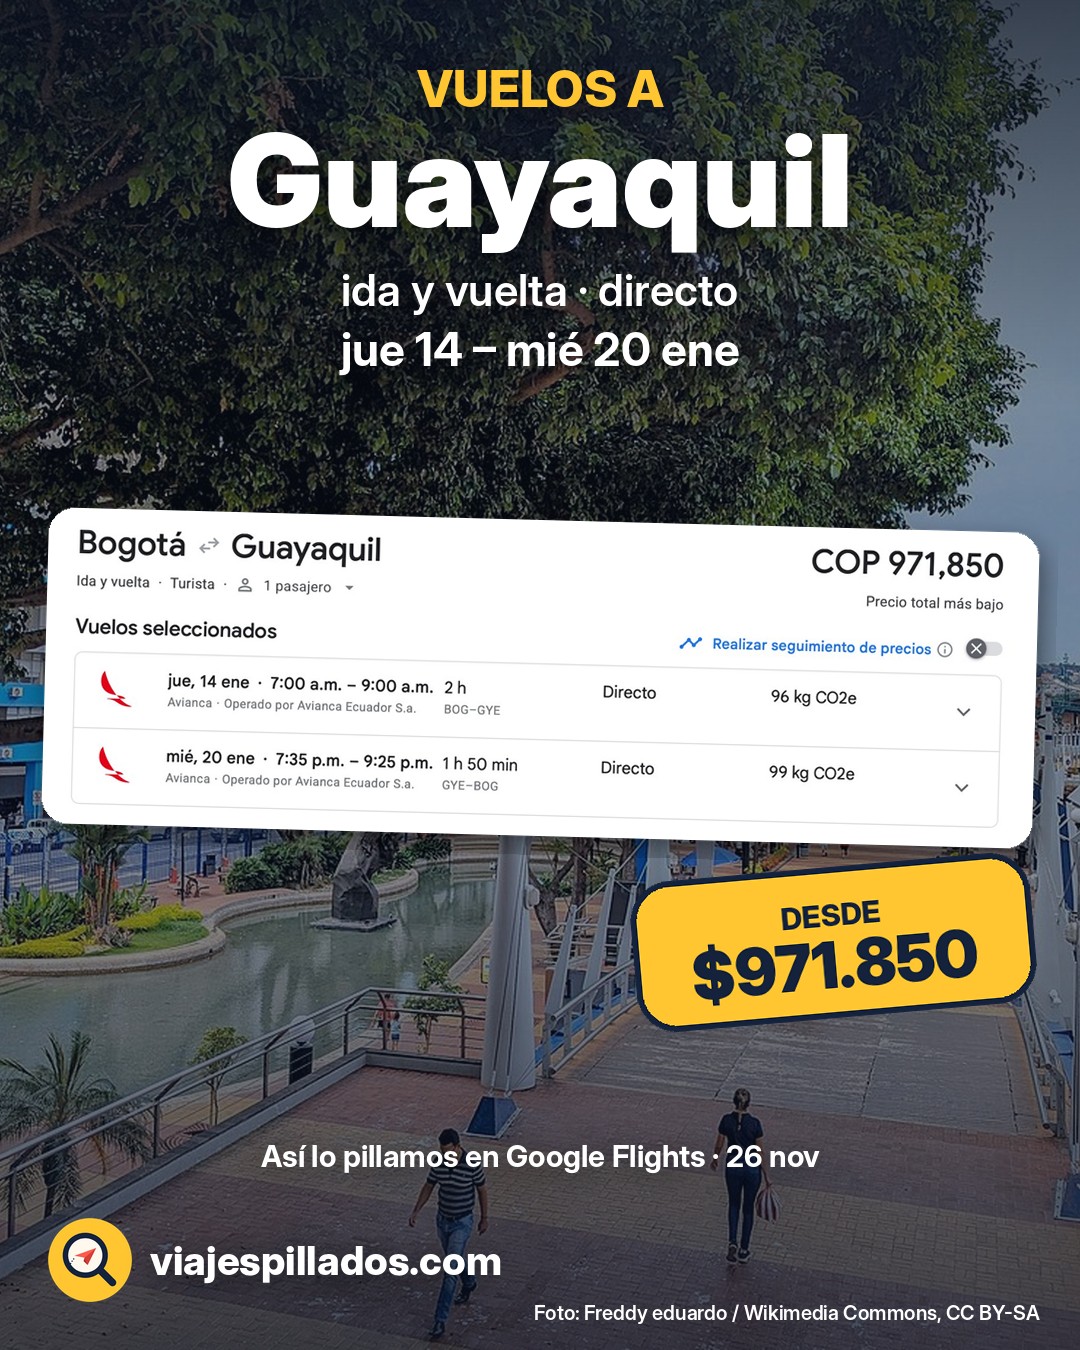 VUELOS A
Guayaquil
ida y vuelta · directo
jue 14 – mié 20 ene
Bogotá Guayaquil
COP 971,850
Ida y vuelta · Turista · 1 pasajero
Precio total más bajo
Vuelos seleccionados
Realizar seguimiento de precios
jue, 14 ene · 7:00 a.m. – 9:00 a.m. 2 h Directo 96 kg CO2e
Avianca · Operado por Avianca Ecuador S.a. BOG–GYE
mié, 20 ene · 7:35 p.m. – 9:25 p.m. 1 h 50 min Directo 99 kg CO2e
Avianca · Operado por Avianca Ecuador S.a. GYE–BOG
DESDE
$971.850
Así lo pillamos en Google Flights · 26 nov
viajespillados.com
Foto: Freddy eduardo / Wikimedia Commons, CC BY-SA